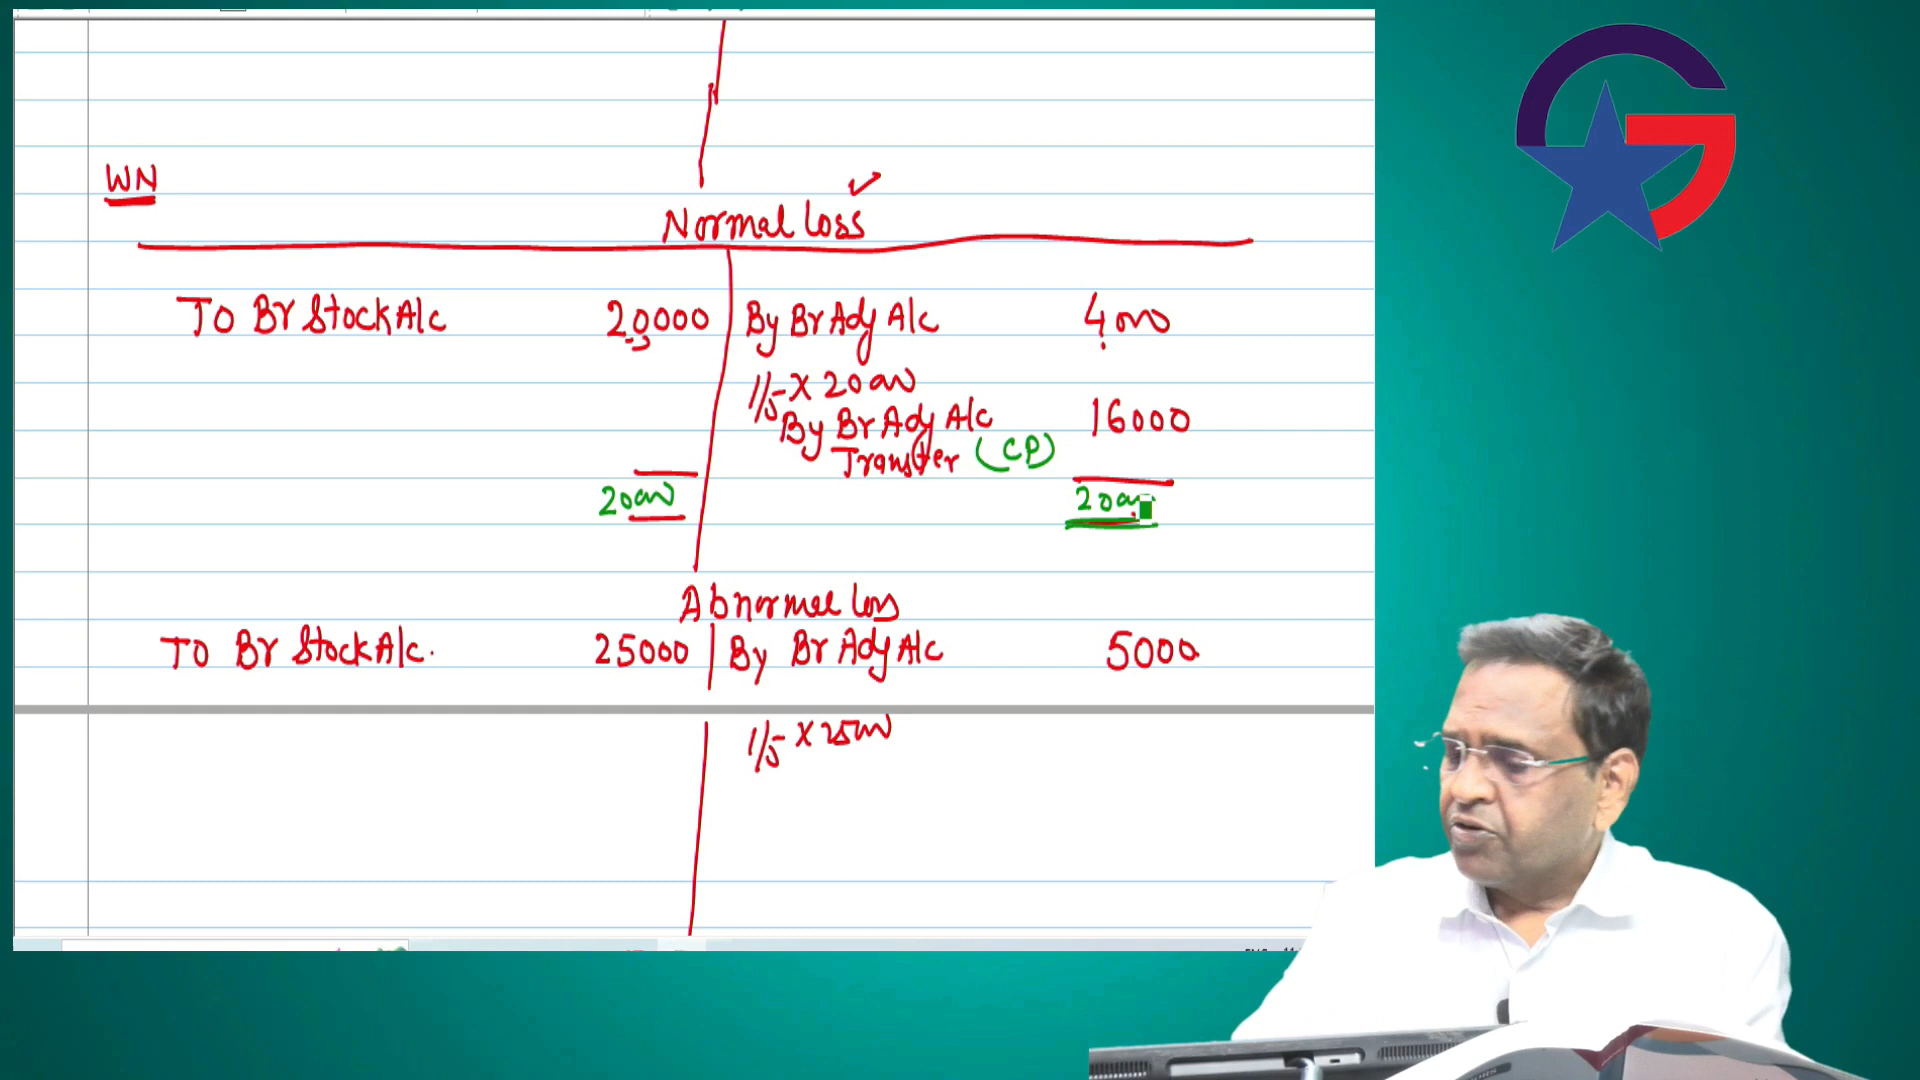 WN
Normal Loss
To Br Stock A/c 20000 By Br Adj A/c 4000
1/5 X 20000
By Br Adj A/c 16000
Transfer (CP)
20000 20000
Abnormal loss
To Br Stock A/c. 25000 By Br Adj A/c 5000
1/5 X 25000